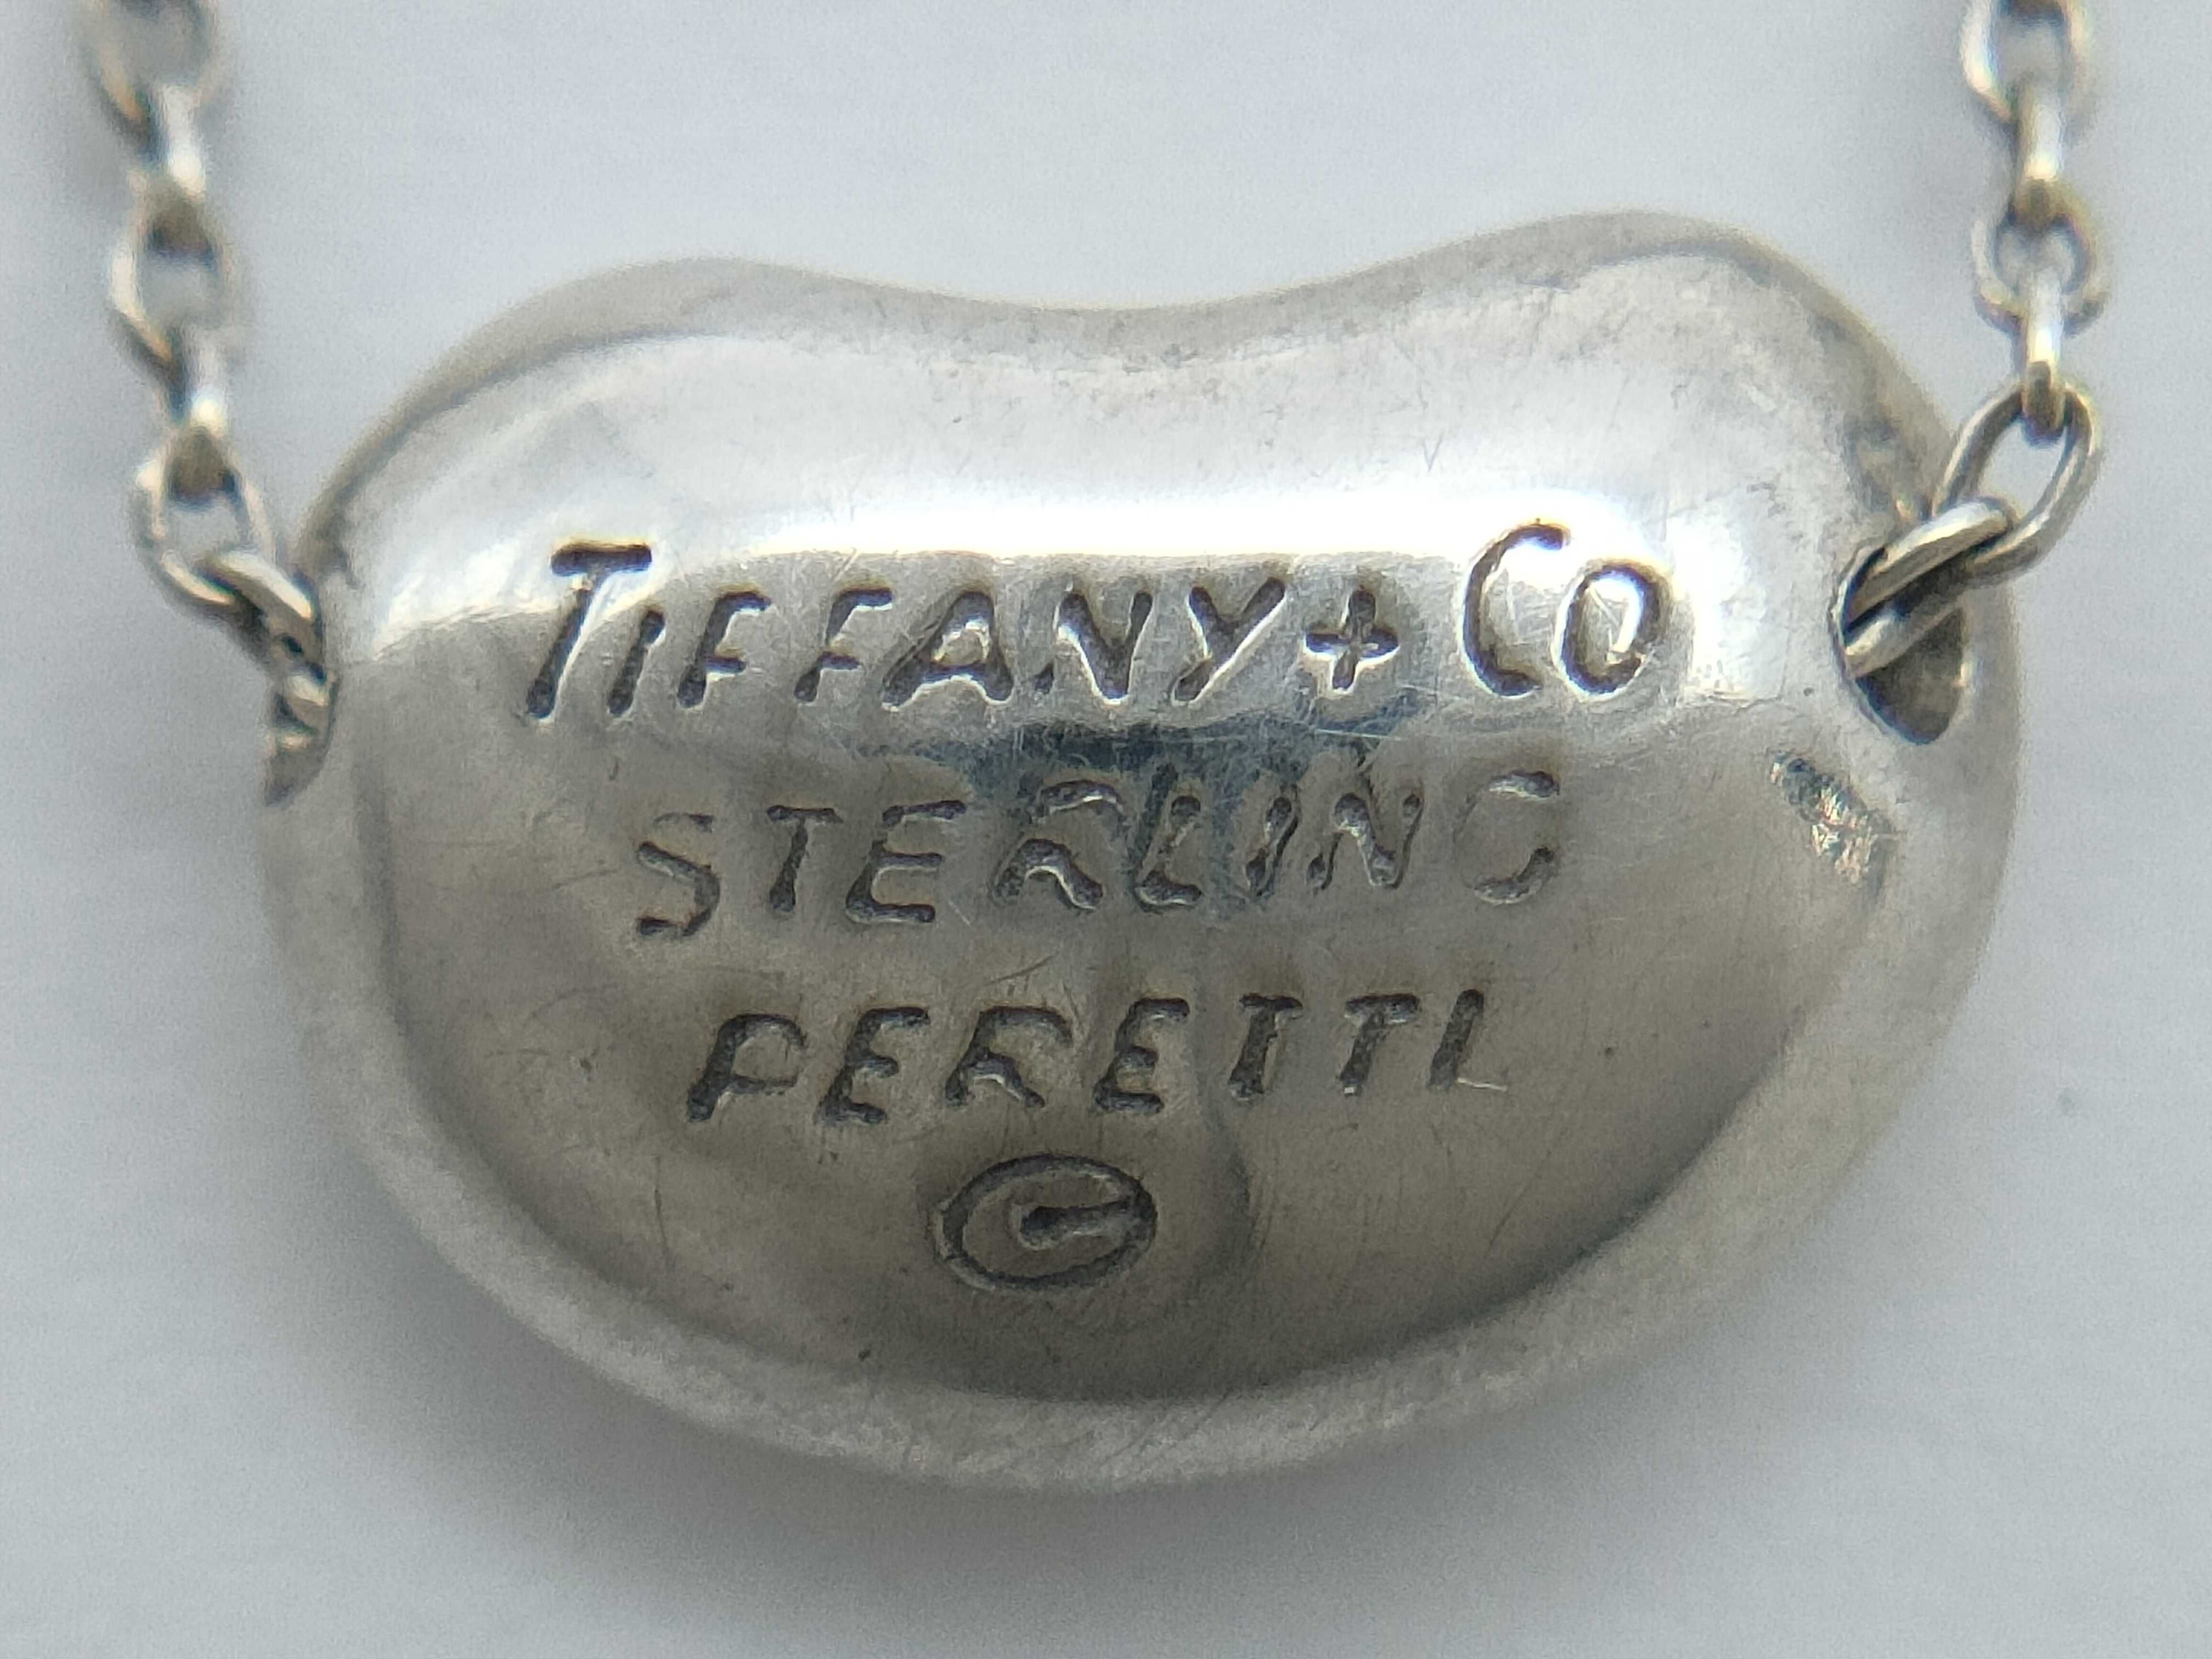 TIFFANY + CO
STERLING
PERETTI
©